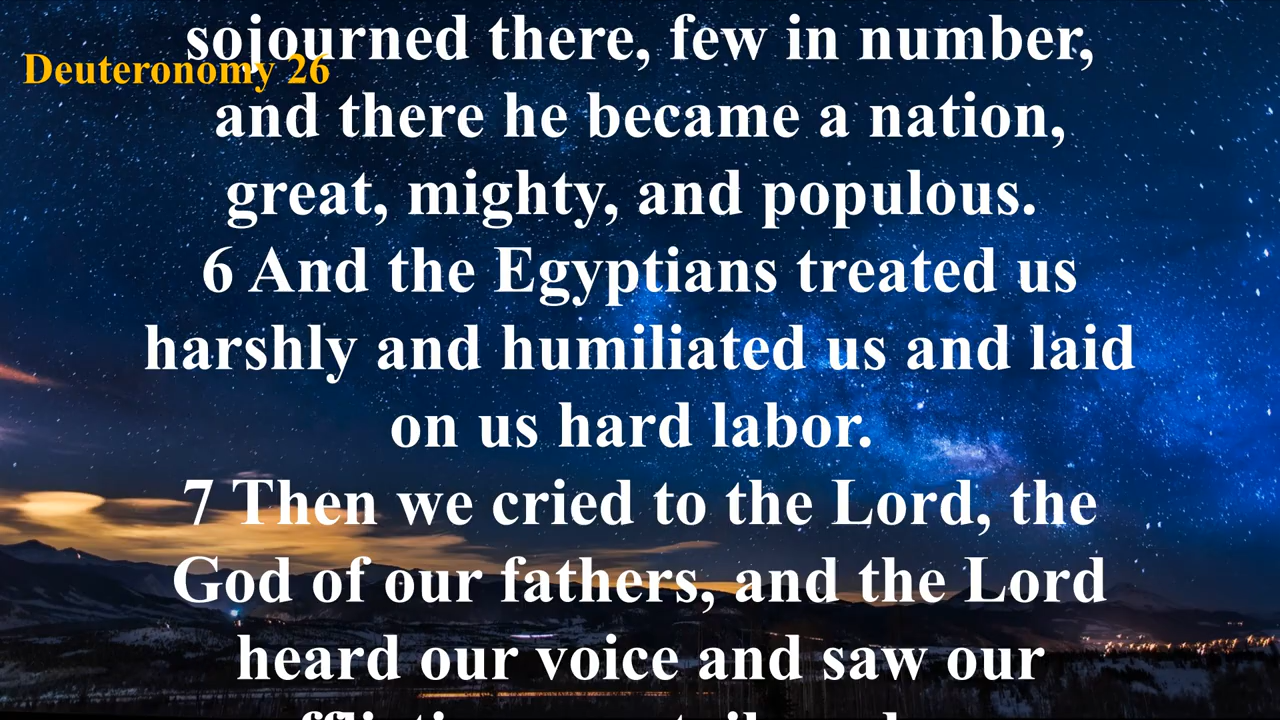 sojourned there, few in number,
Deuteronomy 26
and there he became a nation,
great, mighty, and populous.
6 And the Egyptians treated us
harshly and humiliated us and laid
on us hard labor.
7 Then we cried to the Lord, the
God of our fathers, and the Lord
heard our voice and saw our